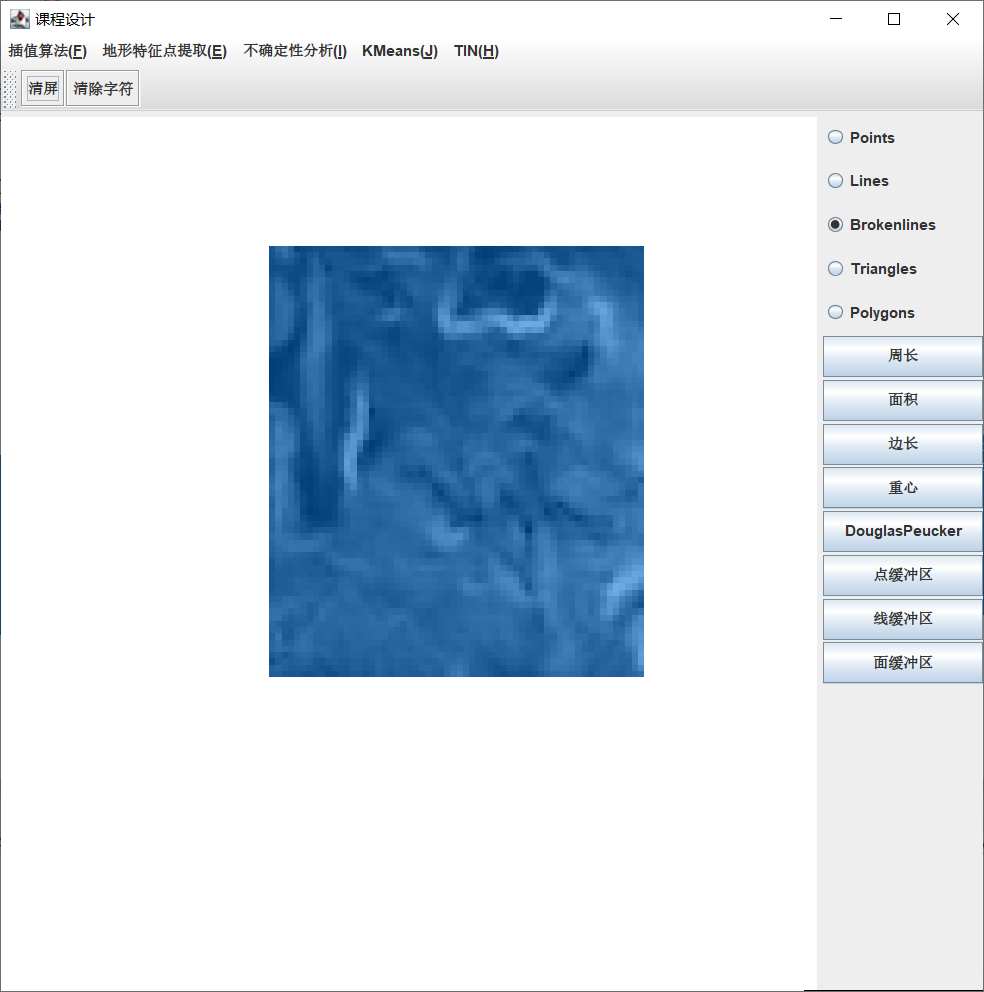 课程设计
插值算法(F) 地形特征点提取(E) 不确定性分析(I) KMeans(J) TIN(H)
清屏 清除字符
Points
Lines
Brokenlines
Triangles
Polygons
周长
面积
边长
重心
DouglasPeucker
点缓冲区
线缓冲区
面缓冲区